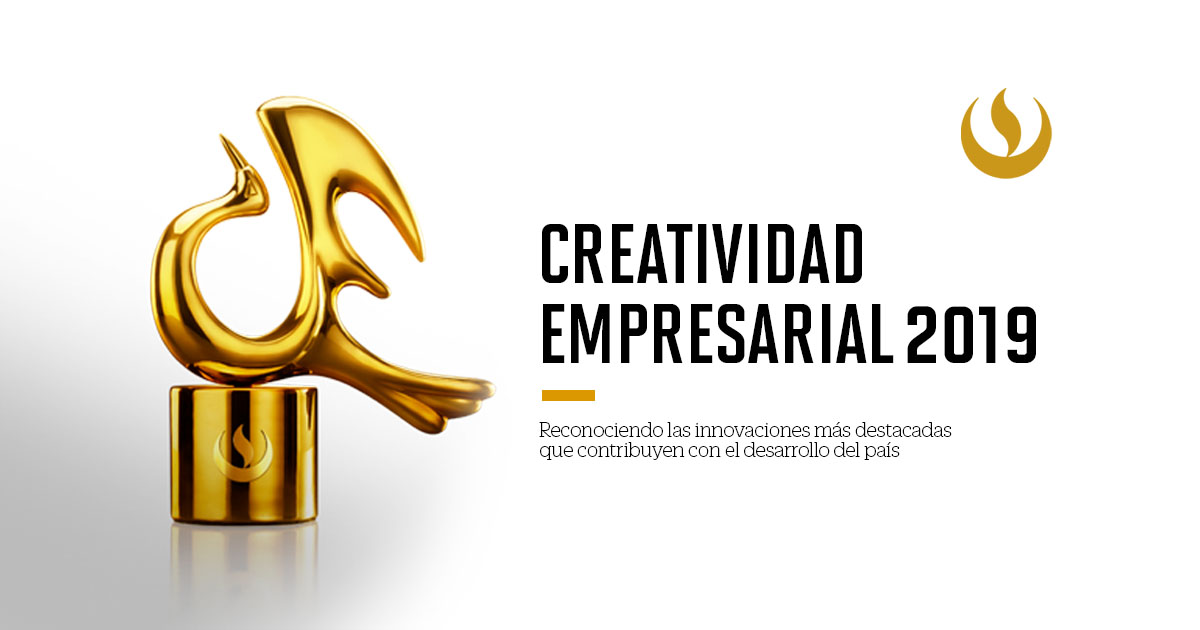 CREATIVIDAD
EMPRESARIAL 2019
Reconociendo las innovaciones más destacadas
que contribuyen con el desarrollo del país